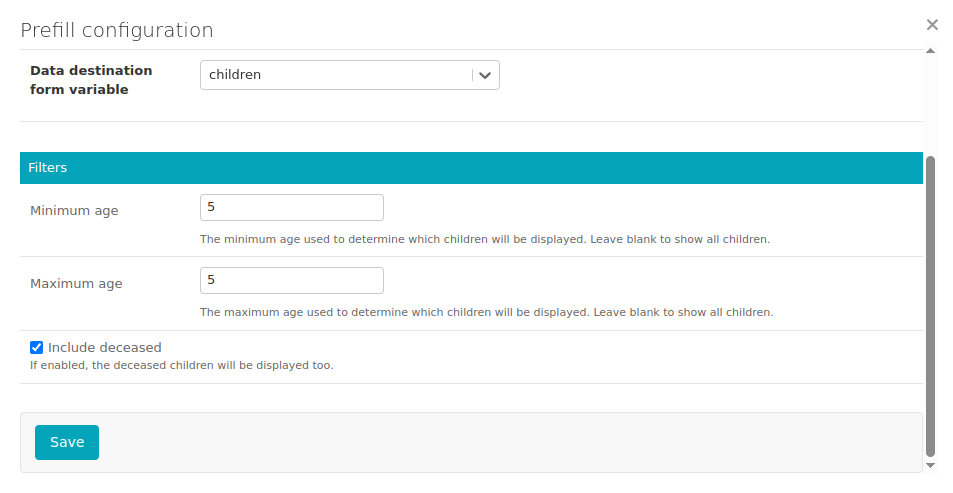 Prefill configuration
Data destination
form variable
children
Filters
Minimum age
5
The minimum age used to determine which children will be displayed. Leave blank to show all children.
Maximum age
5
The maximum age used to determine which children will be displayed. Leave blank to show all children.
Include deceased
If enabled, the deceased children will be displayed too.
Save